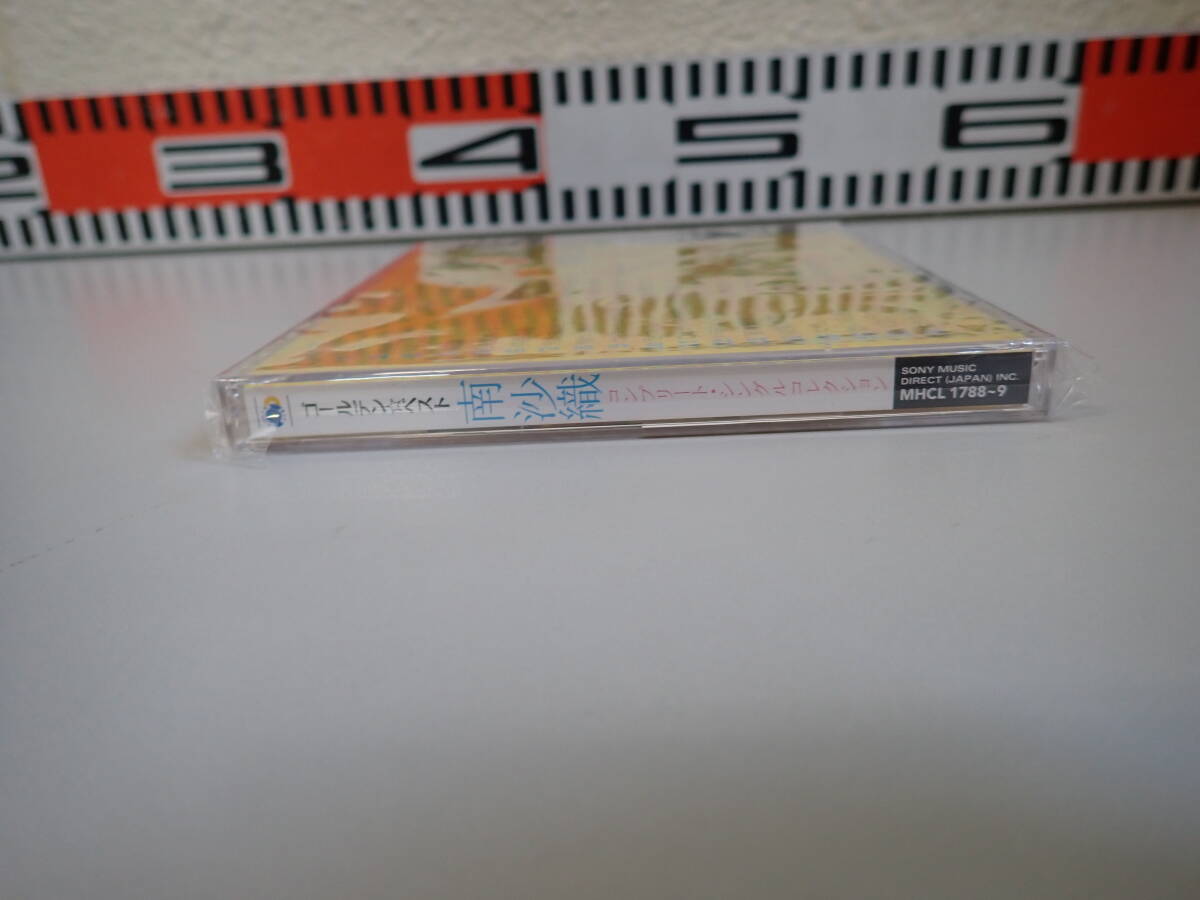 2 3 4 5 6
ゴールデン☆ベスト 南沙織 コンプリート・シングルコレクション
SONY MUSIC
DIRECT (JAPAN) INC.
MHCL 1788~9